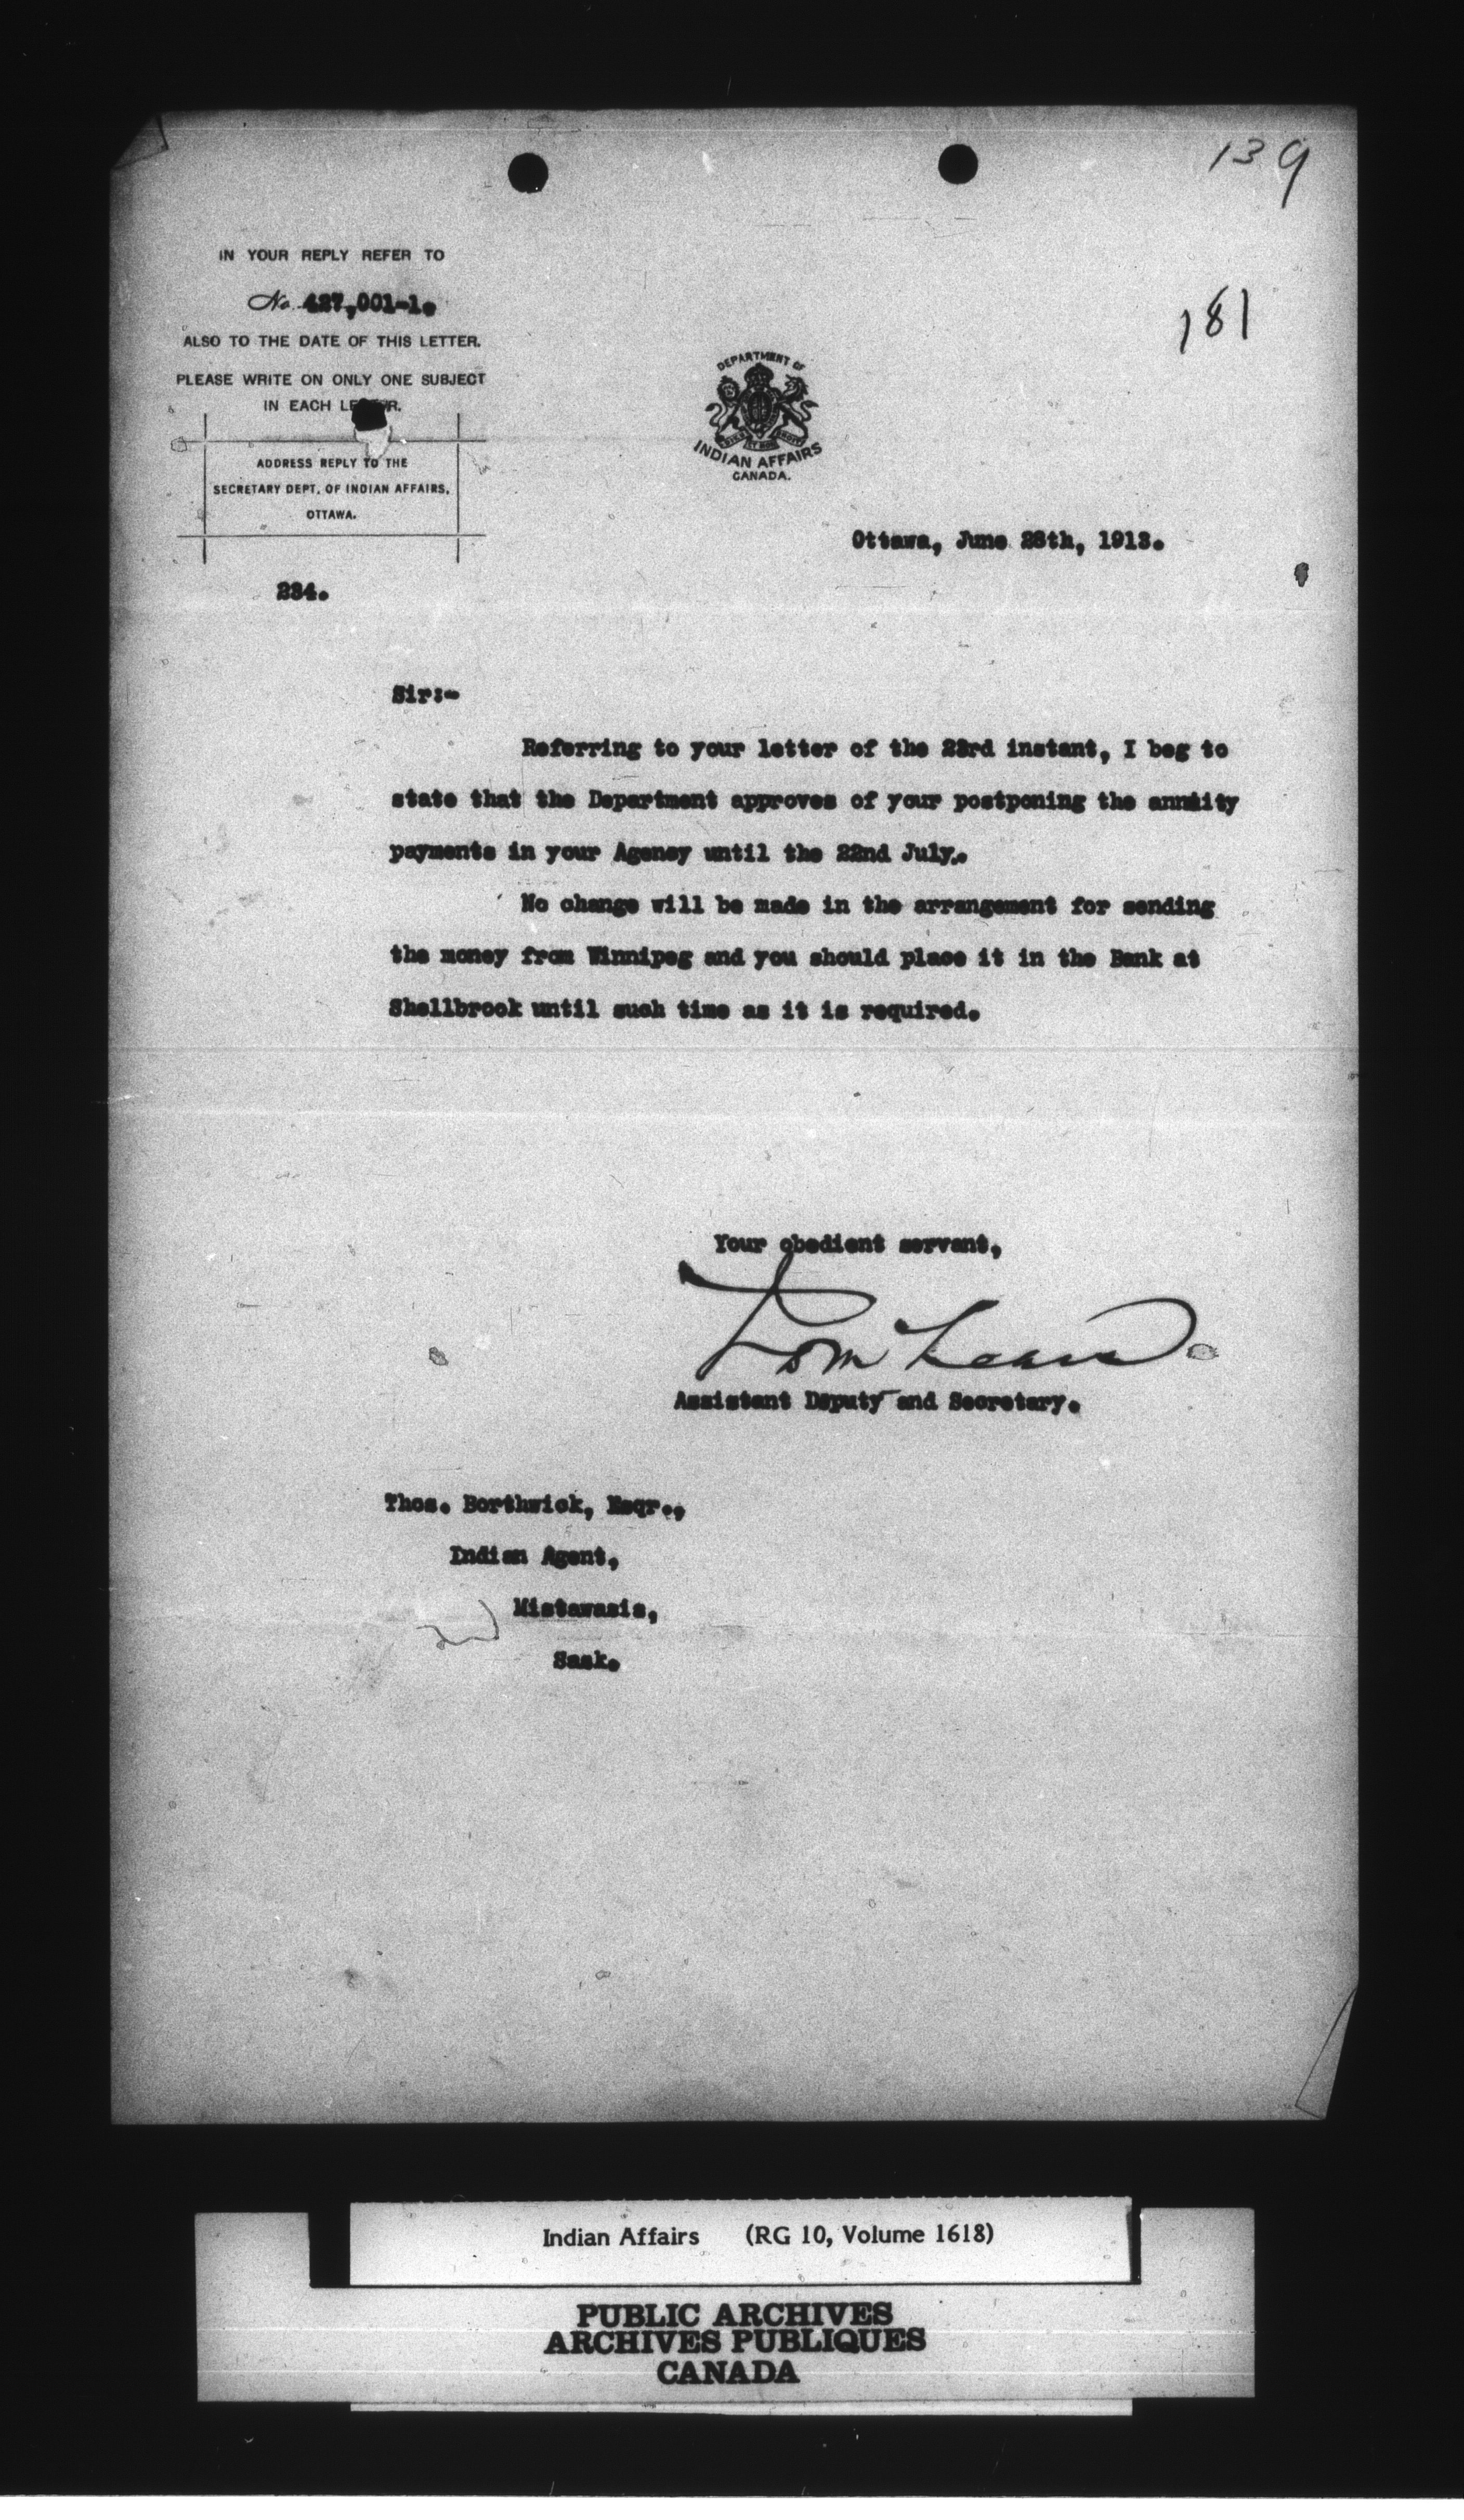 139
IN YOUR REPLY REFER TO
No. 427,001-1.
181
ALSO TO THE DATE OF THIS LETTER.
PLEASE WRITE ON ONLY ONE SUBJECT
IN EACH LETTER.
ADDRESS REPLY TO THE
SECRETARY DEPT. OF INDIAN AFFAIRS,
OTTAWA.
DEPARTMENT OF
INDIAN AFFAIRS
CANADA.
Ottawa, June 28th, 1913.
234.
Sir:-
Referring to your letter of the 23rd instant, I beg to
state that the Department approves of your postponing the annuity
payments in your Agency until the 22nd July.
No change will be made in the arrangement for sending
the money from Winnipeg and you should place it in the Bank at
Shellbrook until such time as it is required.
Your obedient servant,
Assistant Deputy and Secretary.
Thos. Borthwick, Esqr.,
Indian Agent,
Mistawasis,
Sask.
Indian Affairs (RG 10, Volume 1618)
PUBLIC ARCHIVES
ARCHIVES PUBLIQUES
CANADA